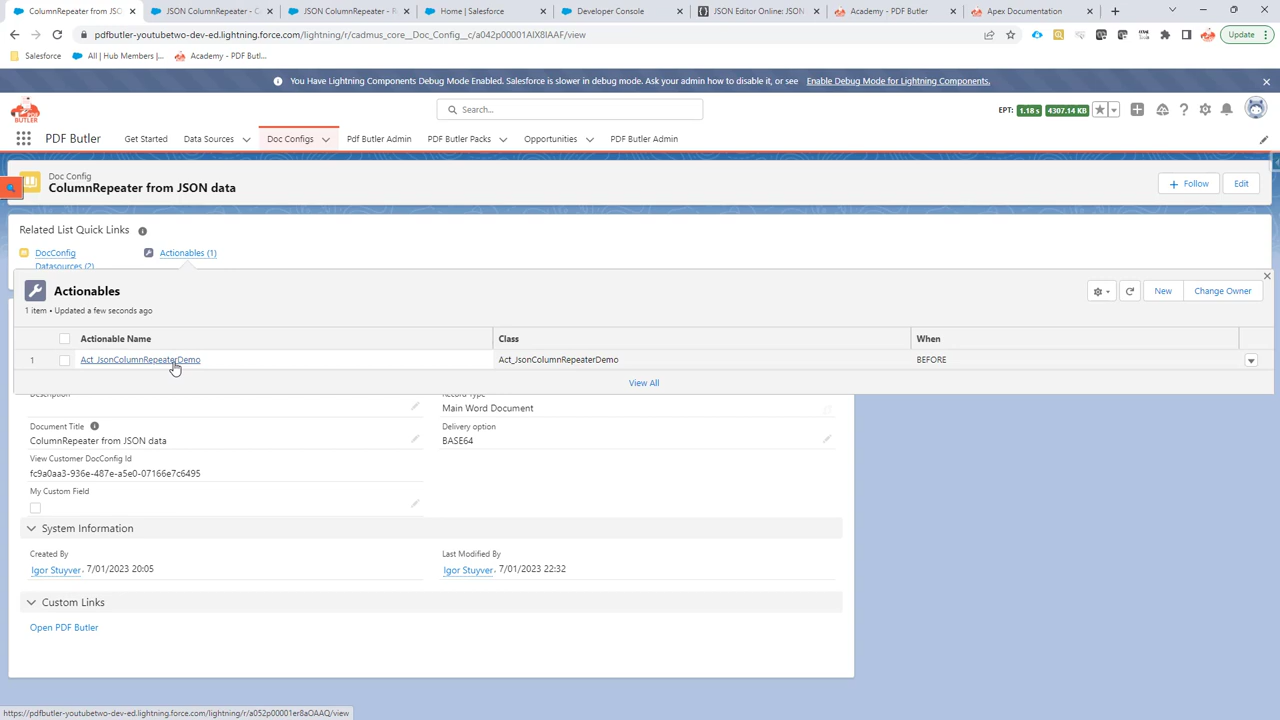 ColumnRepeater from JSON data
JSON ColumnRepeater - C
JSON ColumnRepeater - R
Home | Salesforce
Developer Console
JSON Editor Online: JSON
Academy - PDF Butler
Apex Documentation
pdfbutler-youtubetwo-dev-ed.lightning.force.com/lightning/r/cadmus_core__Doc_Config__c/a042p00001AlX8lAAF/view
Update
Salesforce
All | Hub Members |...
Academy - PDF Butl...
You Have Lightning Components Debug Mode Enabled. Salesforce is slower in debug mode. Ask your admin how to disable it, or see Enable Debug Mode for Lightning Components.
PDF BUTLER
Search...
EPT: 1.18 s 4307.14 KB
PDF Butler
Get Started
Data Sources
Doc Configs
Pdf Butler Admin
PDF Butler Packs
Opportunities
PDF Butler Admin
Doc Config
ColumnRepeater from JSON data
Follow
Edit
Related List Quick Links
DocConfig
Datasources (2)
Actionables (1)
Actionables
1 item • Updated a few seconds ago
New
Change Owner
Actionable Name
Class
When
1
Act_JsonColumnRepeaterDemo
Act_JsonColumnRepeaterDemo
BEFORE
View All
Description
Record Type
Main Word Document
Document Title
ColumnRepeater from JSON data
Delivery option
BASE64
View Customer DocConfig Id
fc9a0aa3-936e-487e-a5e0-07166e7c6495
My Custom Field
System Information
Created By
Igor Stuyver, 7/01/2023 20:05
Last Modified By
Igor Stuyver, 7/01/2023 22:32
Custom Links
Open PDF Butler
https://pdfbutler-youtubetwo-dev-ed.lightning.force.com/lightning/r/a052p00001er8aOAAQ/view